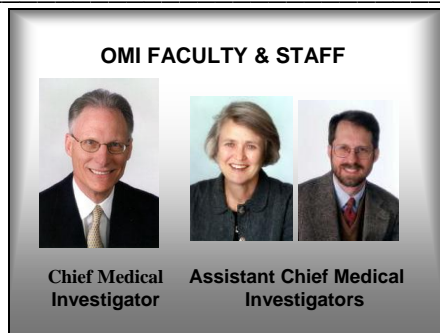 OMI FACULTY & STAFF
Chief Medical
Investigator
Assistant Chief Medical
Investigators